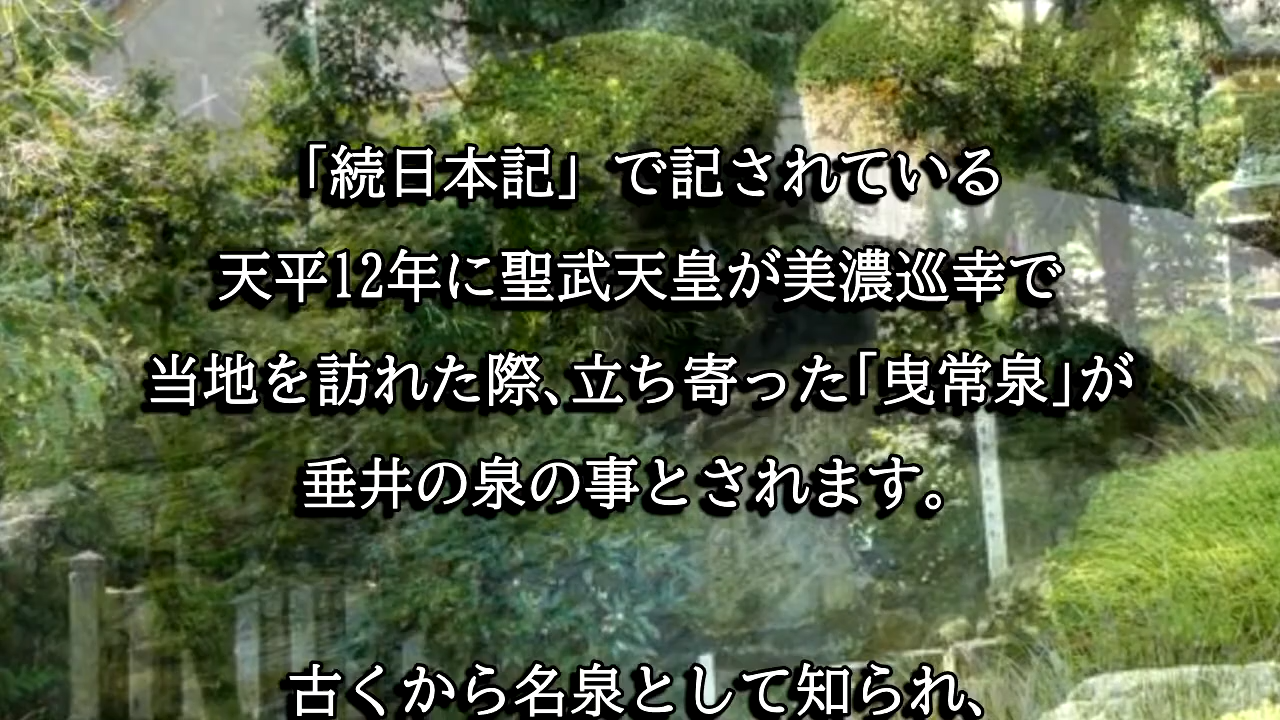 「続日本記」で記されている
天平12年に聖武天皇が美濃巡幸で
当地を訪れた際､立ち寄った｢曳常泉｣が
垂井の泉の事とされます。
古くから名泉として知られ､